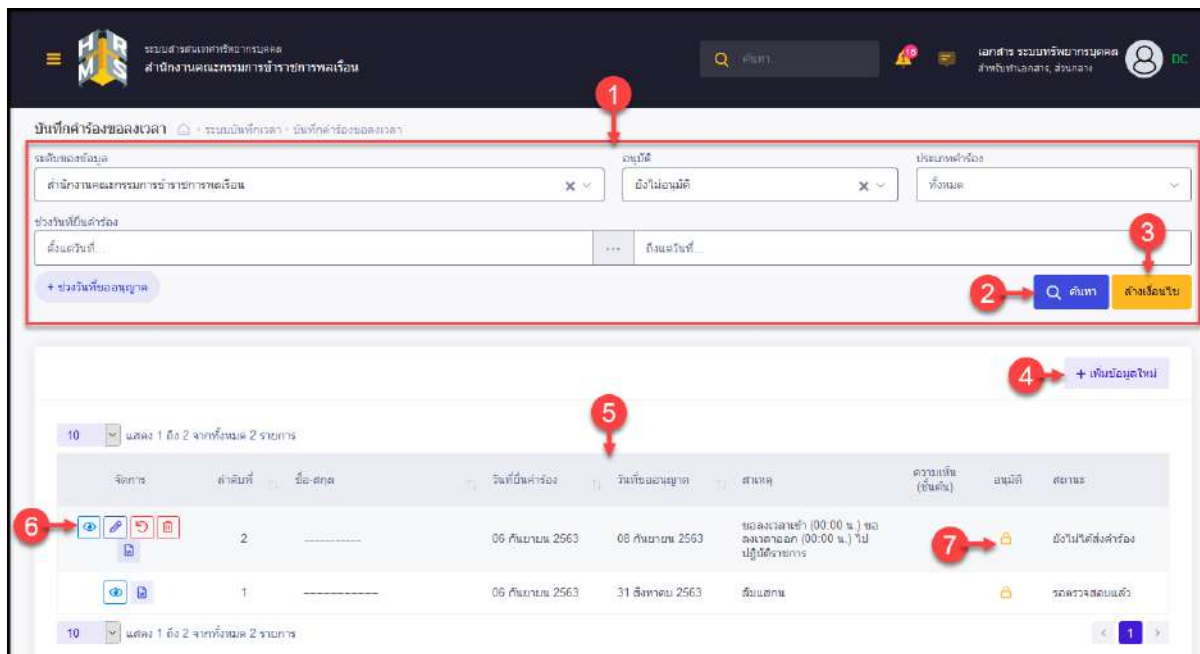 HR
MS
ระบบสารสนเทศทรัพยากรบุคคล
สำนักงานคณะกรรมการข้าราชการพลเรือน
ค้นหา...
15
เอกสาร ระบบทรัพยากรบุคคล
สำหรับทำเอกสาร, ส่วนกลาง
DC
1
บันทึกคำร้องขอลงเวลา
ระบบบันทึกเวลา
บันทึกคำร้องขอลงเวลา
ระดับของข้อมูล
อนุมัติ
ประเภทคำร้อง
สำนักงานคณะกรรมการข้าราชการพลเรือน
ยังไม่อนุมัติ
ทั้งหมด
ช่วงวันที่ยื่นคำร้อง
3
ตั้งแต่วันที่...
...
ถึงแต่วันที่...
+ ช่วงวันที่ขออนุญาต
2
ค้นหา
ล้างเงื่อนไข
4
+ เพิ่มข้อมูลใหม่
5
10
แสดง 1 ถึง 2 จากทั้งหมด 2 รายการ
จัดการ
ลำดับที่
ชื่อ-สกุล
วันที่ยื่นคำร้อง
วันที่ขออนุญาต
สาเหตุ
ความเห็น
(ชั้นต้น)
อนุมัติ
สถานะ
6
2
-----------
06 กันยายน 2563
08 กันยายน 2563
ขอลงเวลาเข้า (00:00 น.) ขอ
ลงเวลาออก (00:00 น.) ไป
ปฏิบัติราชการ
7
ยังไม่ได้ส่งคำร้อง
1
------------
06 กันยายน 2563
31 สิงหาคม 2563
ลืมสแกน
รอตรวจสอบแล้ว
10
แสดง 1 ถึง 2 จากทั้งหมด 2 รายการ
< 1 >